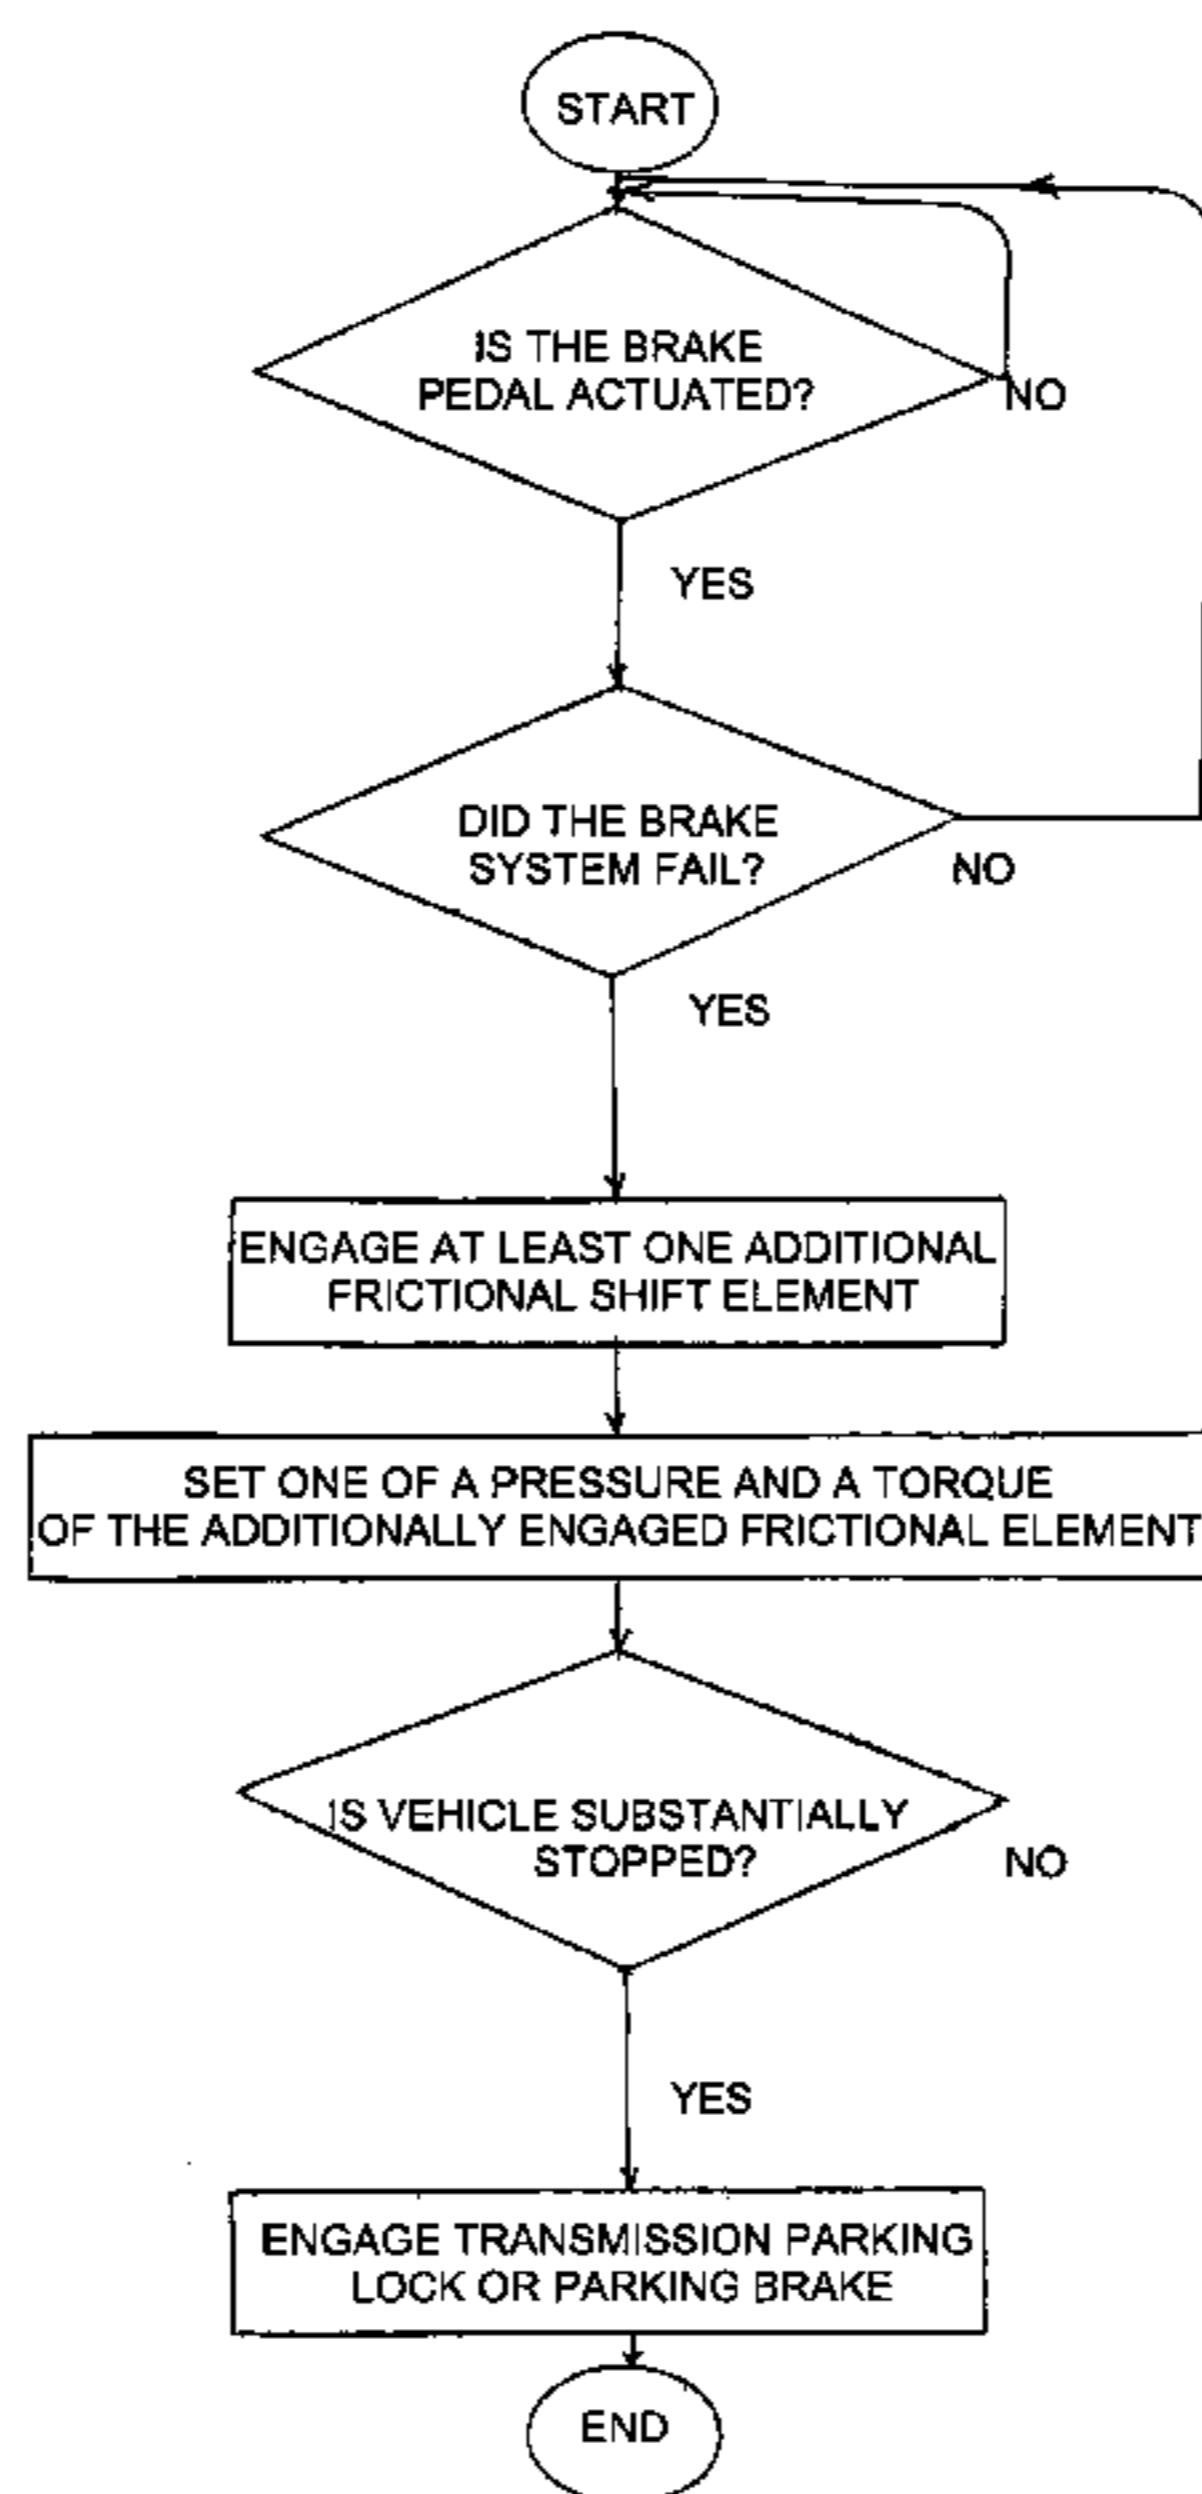 START
IS THE BRAKE
PEDAL ACTUATED?
NO
YES
DID THE BRAKE
SYSTEM FAIL?
NO
YES
ENGAGE AT LEAST ONE ADDITIONAL
FRICTIONAL SHIFT ELEMENT
SET ONE OF A PRESSURE AND A TORQUE
OF THE ADDITIONALLY ENGAGED FRICTIONAL ELEMENT
IS VEHICLE SUBSTANTIALLY
STOPPED?
NO
YES
ENGAGE TRANSMISSION PARKING
LOCK OR PARKING BRAKE
END